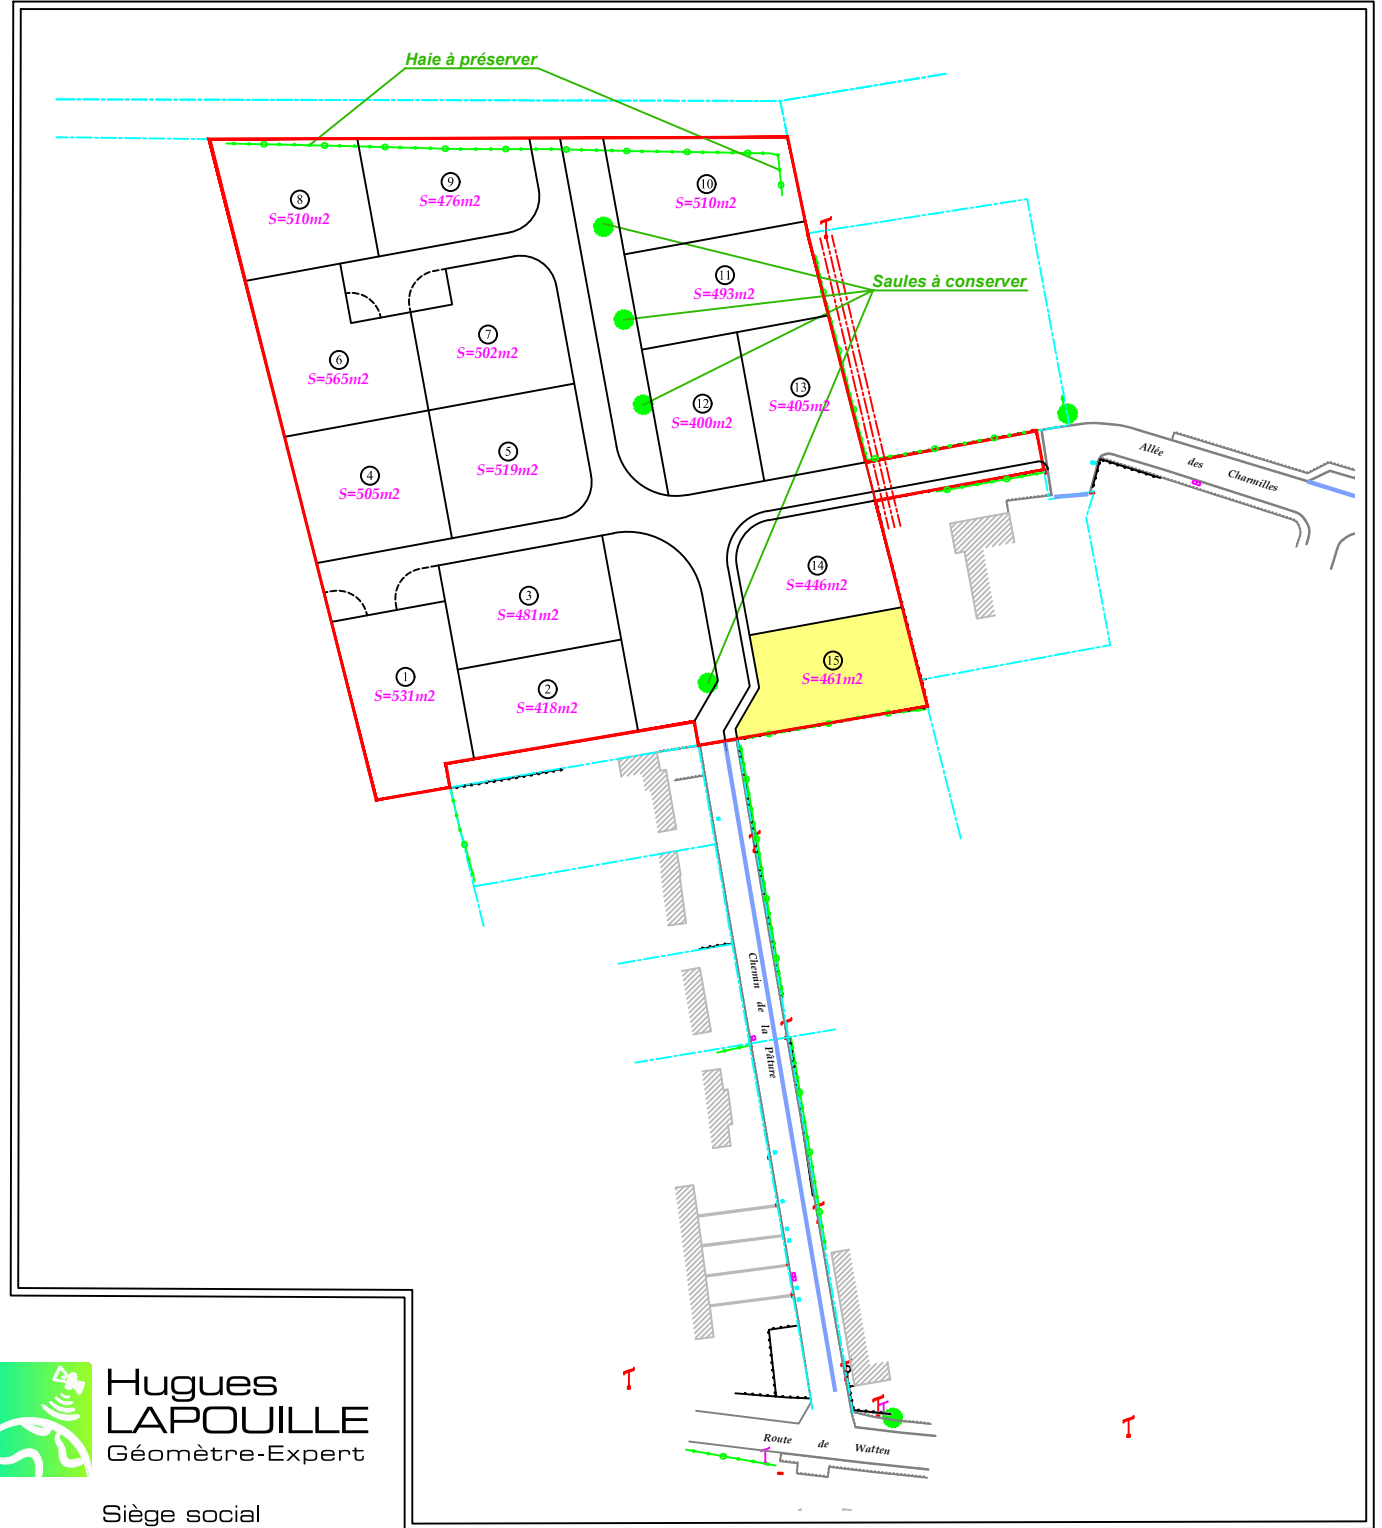 Haie à préserver
9
S=476m2
10
S=510m2
8
S=510m2
11
S=493m2
Saules à conserver
7
S=502m2
6
S=565m2
13
S=405m2
12
S=400m2
5
S=519m2
Allée des Charmilles
4
S=505m2
14
S=446m2
3
S=481m2
15
S=461m2
1
S=531m2
2
S=418m2
Chemin de la Pâture
Route de Watten
Hugues
LAPOUILLE
Géomètre-Expert
Siège social